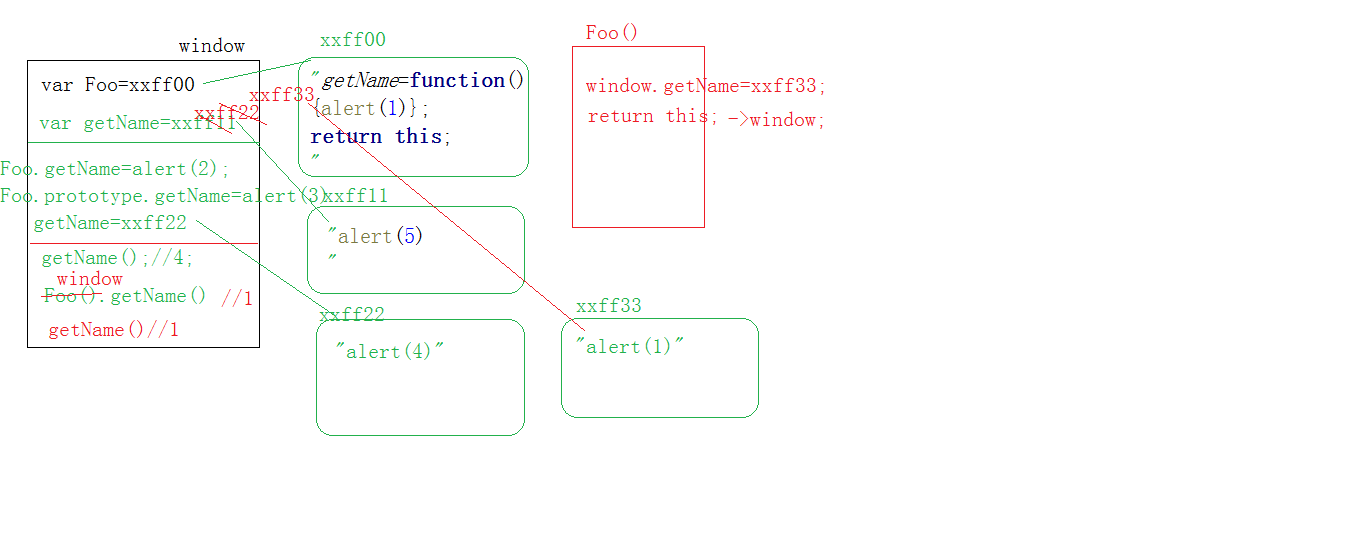 window
var Foo=xxff00
xxff33
xxff22
var getName=xxff11
Foo.getName=alert(2);
Foo.prototype.getName=alert(3)
getName=xxff22
getName();//4;
window
Foo().getName() //1
getName()//1
xxff00
"getName=function()
{alert(1)};
return this;
"
xxff11
"alert(5)
"
xxff22
"alert(4)"
Foo()
window.getName=xxff33;
return this; ->window;
xxff33
"alert(1)"